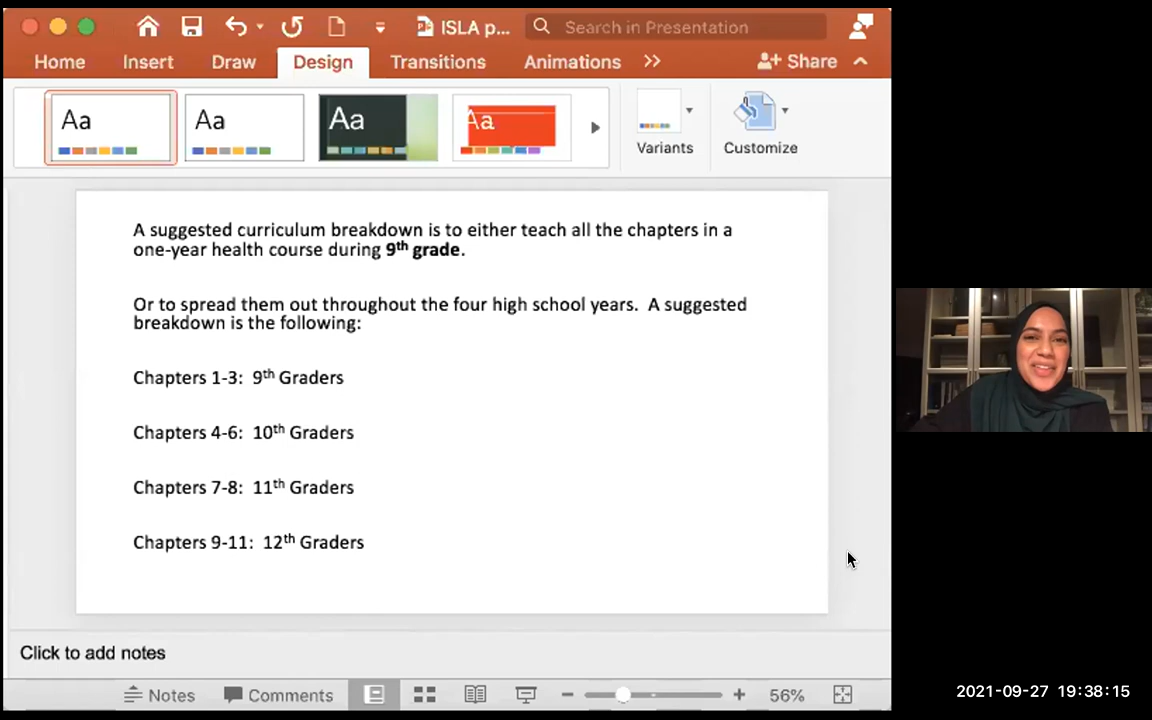 ISLA p...
Search in Presentation
Home
Insert
Draw
Design
Transitions
Animations
Share
Aa
Aa
Aa
Aa
Variants
Customize
A suggested curriculum breakdown is to either teach all the chapters in a
one-year health course during 9th grade.
Or to spread them out throughout the four high school years.  A suggested
breakdown is the following:
Chapters 1-3:  9th Graders
Chapters 4-6:  10th Graders
Chapters 7-8:  11th Graders
Chapters 9-11:  12th Graders
Click to add notes
Notes
Comments
56%
2021-09-27 19:38:15